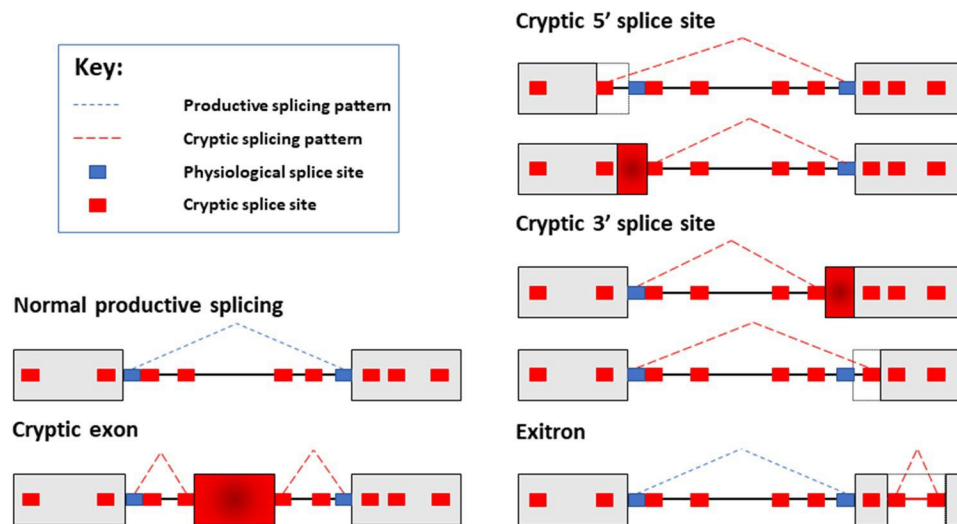 Key:
Productive splicing pattern
Cryptic splicing pattern
Physiological splice site
Cryptic splice site
Normal productive splicing
Cryptic exon
Cryptic 5’ splice site
Cryptic 3’ splice site
Exitron